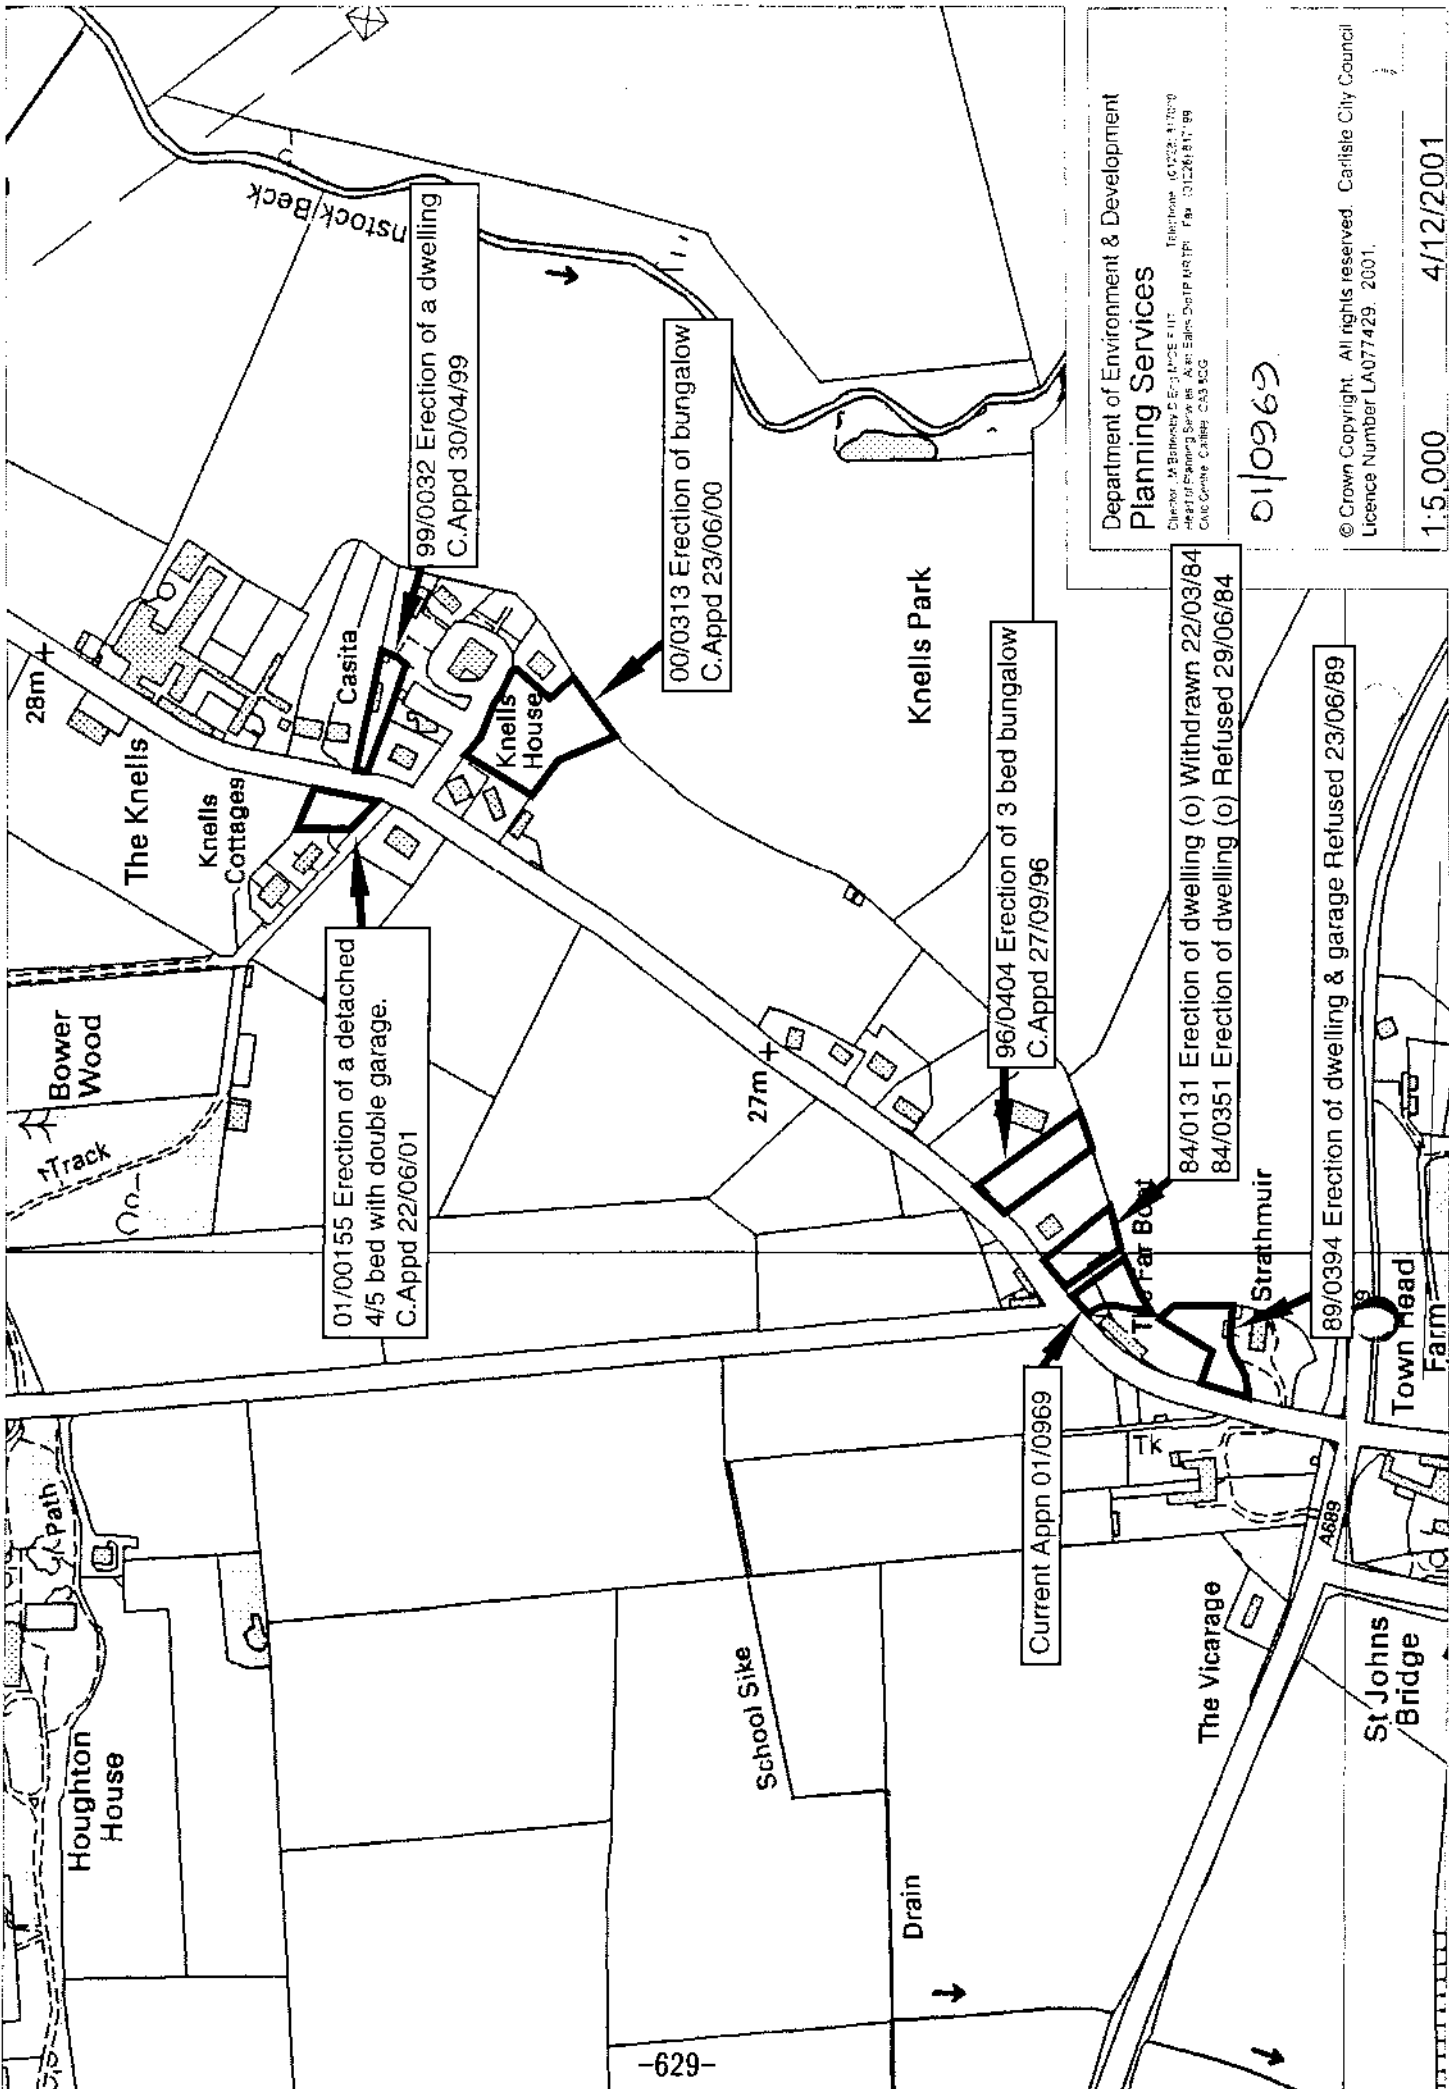 28m
The Knells
Knells
Cottages
Casita
nstock Beck
99/0032 Erection of a dwelling
C.Appd 30/04/99
Knells
House
00/0313 Erection of bungalow
C.Appd 23/06/00
Bower
Wood
Track
01/00155 Erection of a detached
4/5 bed with double garage.
C.Appd 22/06/01
Knells Park
27m
96/0404 Erection of 3 bed bungalow
C.Appd 27/09/96
84/0131 Erection of dwelling (o) Withdrawn 22/03/84
84/0351 Erection of dwelling (o) Refused 29/06/84
Strathmuir
89/0394 Erection of dwelling & garage Refused 23/06/89
Town Head
Farm
Current Appn 01/0969
Tk
A689
The Vicarage
St Johns
Bridge
Path
Houghton
House
School Sike
Drain
-629-
Department of Environment & Development
Planning Services
01/0969
© Crown Copyright. All rights reserved. Carlisle City Council
Licence Number LA077429. 2001.
1:5,000 4/12/2001